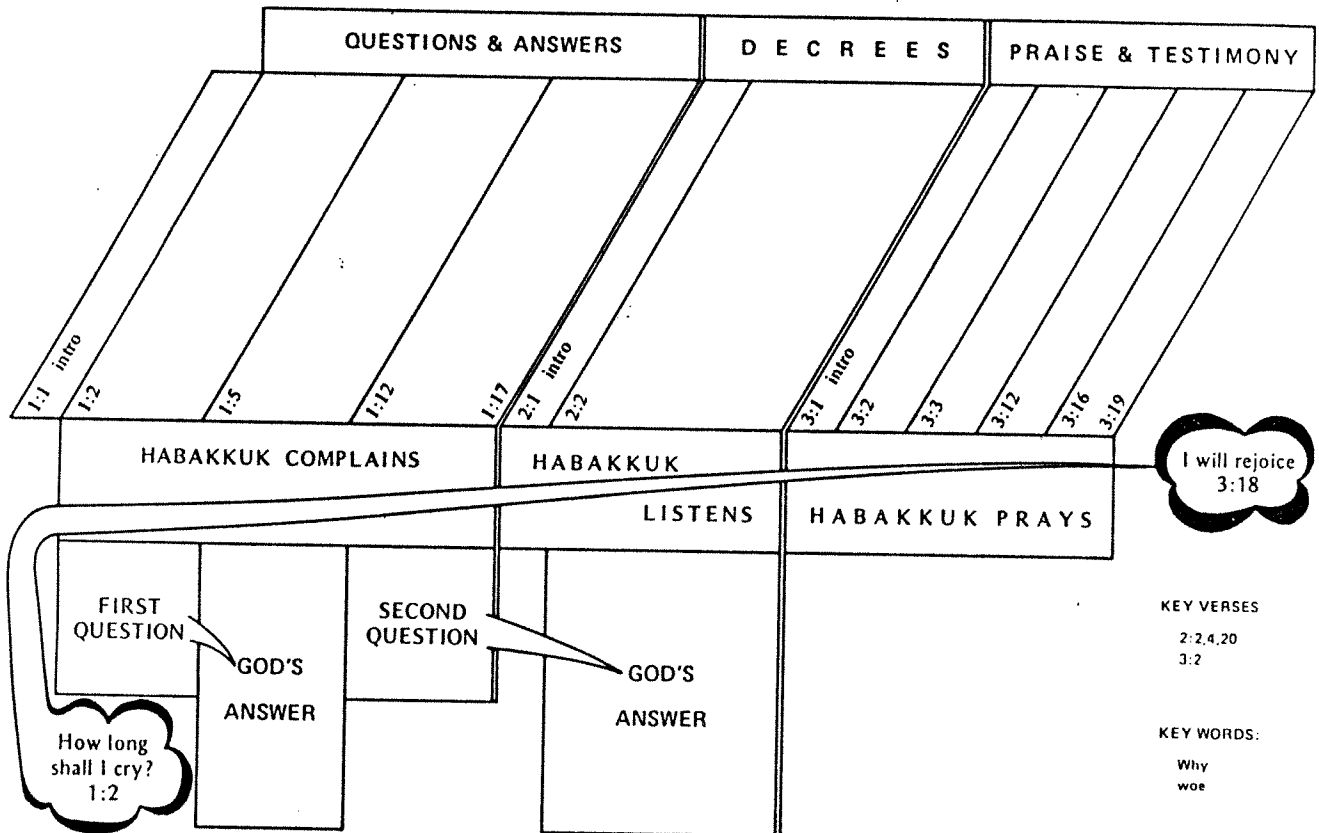 QUESTIONS & ANSWERS
DECREES
PRAISE & TESTIMONY
1:1 intro
1:2
1:5
1:12
1:17
2:1 intro
2:2
3:1 intro
3:2
3:3
3:12
3:16
3:19
HABAKKUK COMPLAINS
HABAKKUK
LISTENS
HABAKKUK PRAYS
I will rejoice
3:18
FIRST
QUESTION
GOD'S
ANSWER
SECOND
QUESTION
GOD'S
ANSWER
How long
shall I cry?
1:2
KEY VERSES
2:2,4,20
3:2
KEY WORDS:
Why
woe